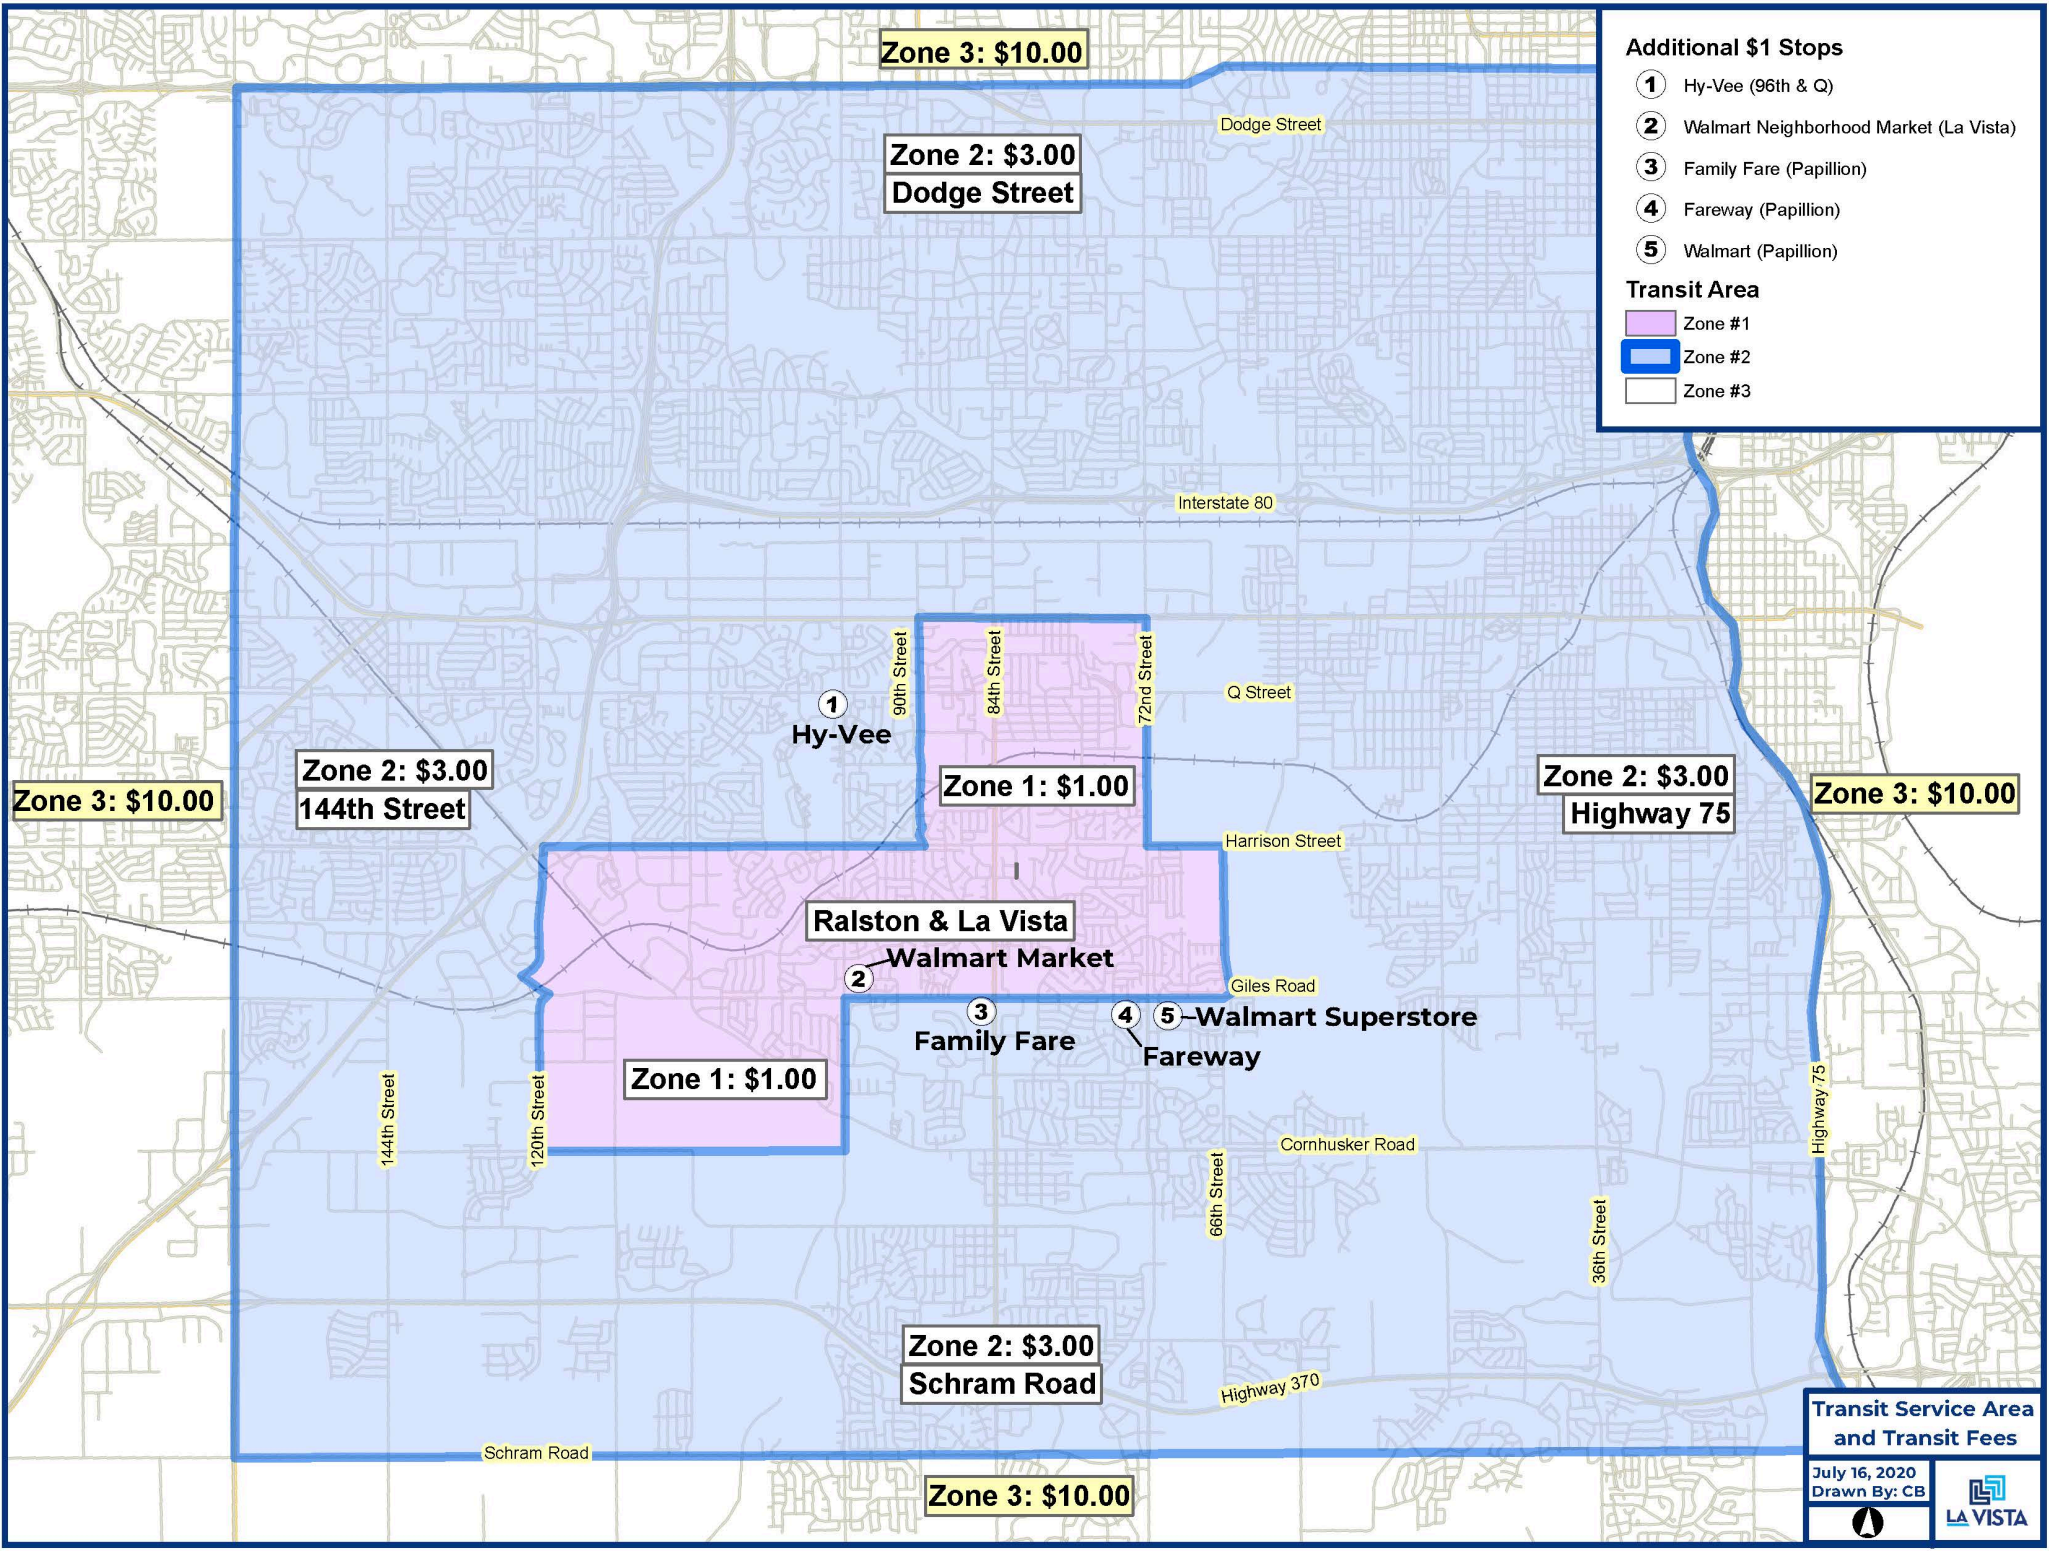 Zone 3: $10.00
Additional $1 Stops
1 Hy-Vee (96th & Q)
2 Walmart Neighborhood Market (La Vista)
3 Family Fare (Papillion)
4 Fareway (Papillion)
5 Walmart (Papillion)
Transit Area
Zone #1
Zone #2
Zone #3
Dodge Street
Zone 2: $3.00
Dodge Street
Interstate 80
90th Street
84th Street
72nd Street
Q Street
1
Hy-Vee
Zone 2: $3.00
144th Street
Zone 3: $10.00
Zone 1: $1.00
Zone 2: $3.00
Highway 75
Zone 3: $10.00
Harrison Street
Ralston & La Vista
Walmart Market
2
Giles Road
3
Family Fare
4
Fareway
5
Walmart Superstore
Zone 1: $1.00
144th Street
120th Street
Cornhusker Road
66th Street
36th Street
Highway 75
Zone 2: $3.00
Schram Road
Highway 370
Schram Road
Zone 3: $10.00
Transit Service Area
and Transit Fees
July 16, 2020
Drawn By: CB
LA VISTA